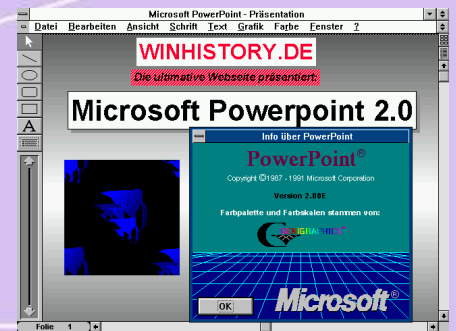 Microsoft PowerPoint - Präsentation
Datei Bearbeiten Ansicht Schrift Text Grafik Farbe Fenster ?
WINHISTORY.DE
Die ultimative Webseite präsentiert:
Microsoft Powerpoint 2.0
A
Info über PowerPoint
PowerPoint®
Copyright ©1987 - 1991 Microsoft Corporation
Version 2.00E
Farbpalette und Farbskalen stammen von:
OK
Microsoft®
Folie 1